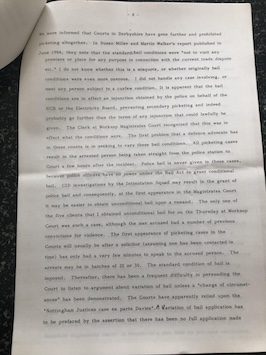 - 4 -
we were informed that Courts in Derbyshire have gone further and prohibited
picketing altogether. In Susan Miller and Martin Walker's report published in
June 1984, they note that the standard conditions were "not to visit any
premises or place for any purpose in connection with the current trade dispute
." I do not know whether this is a misquote, or whether originally bail
conditions were even more onerous. I did not handle any case involving, or
meet any person subject to a curfew condition. It is apparent that the bail
conditions are in effect an injunction obtained by the police on behalf of the
NCB or the Electricity Board, preventing secondary picketing and indeed
probably go further than the terms of any injunction that could lawfully be
given. The Clerk at Worksop Magistrates Court recognised that this was in
effect what the conditions were. The first problem that a defence advocate has
in these courts is in seeking to vary these bail conditions. All picketing cases
result in the arrested person being taken straight from the police station to
Court a few hours after the incident. Police bail is never given in these cases,
because police officers have no power under the Bail Act to grant conditional
bail. CID investigations by the Intimidation Squad may result in the grant of
police bail and consequently, at the first appearance in the Magistrates Court
it may be easier to obtain unconditional bail upon a remand. The only one of
the five clients that I obtained unconditional bail for on the Thursday at Worksop
Court was such a case, although the man accused had a number of previous
convictions for violence. The first appearance of picketing cases in the
Courts will usually be after a solicitor (assuming one has been contacted in
time) has only had a very few minutes to speak to the accused person. The
arrests may be in batches of 20 or 30. The standard condition of bail is
imposed. Thereafter, there has been a frequent difficulty in persuading the
Court to listen to argument about variation of bail unless a "change of circumst-
ances" has been demonstrated. The Courts have apparently relied upon the
"Nottingham Justices case ex parte Davies". A variation of bail application has
to be prefaced by the assertion that there has been no full application made